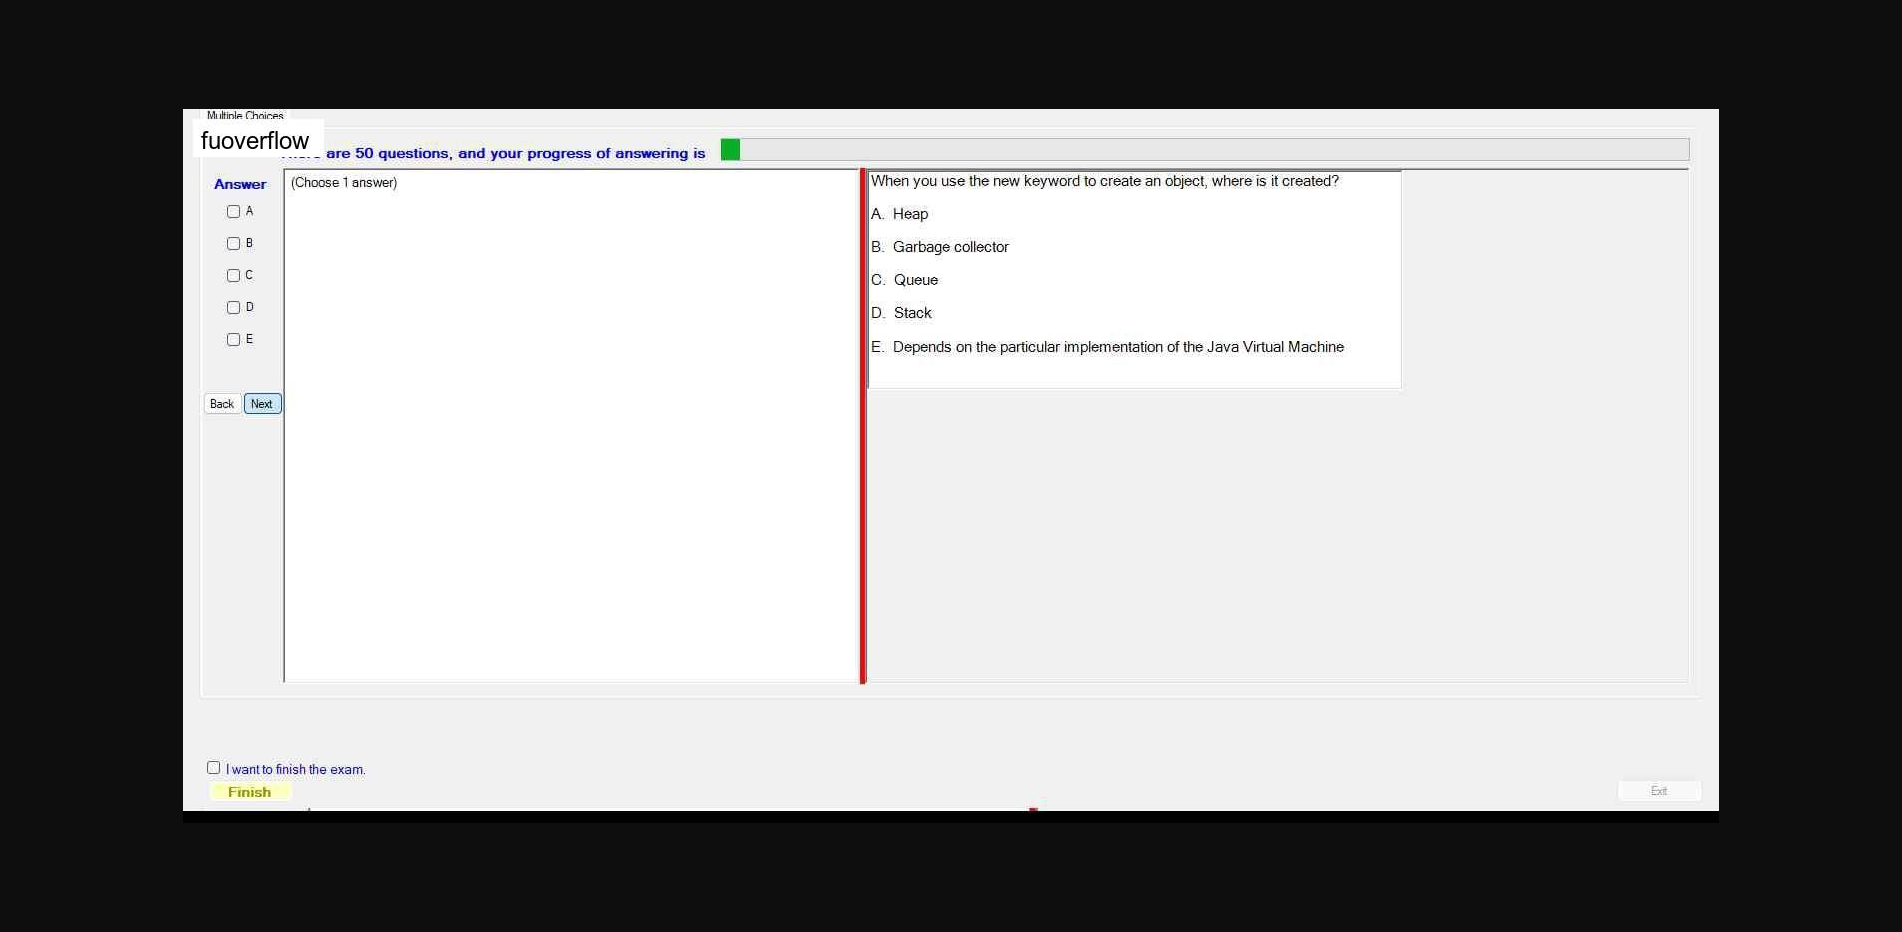 Multiple Choices
fuoverflow
are 50 questions, and your progress of answering is
Answer
(Choose 1 answer)
A
B
C
D
E
Back
Next
When you use the new keyword to create an object, where is it created?
A. Heap
B. Garbage collector
C. Queue
D. Stack
E. Depends on the particular implementation of the Java Virtual Machine
I want to finish the exam.
Finish
Exit